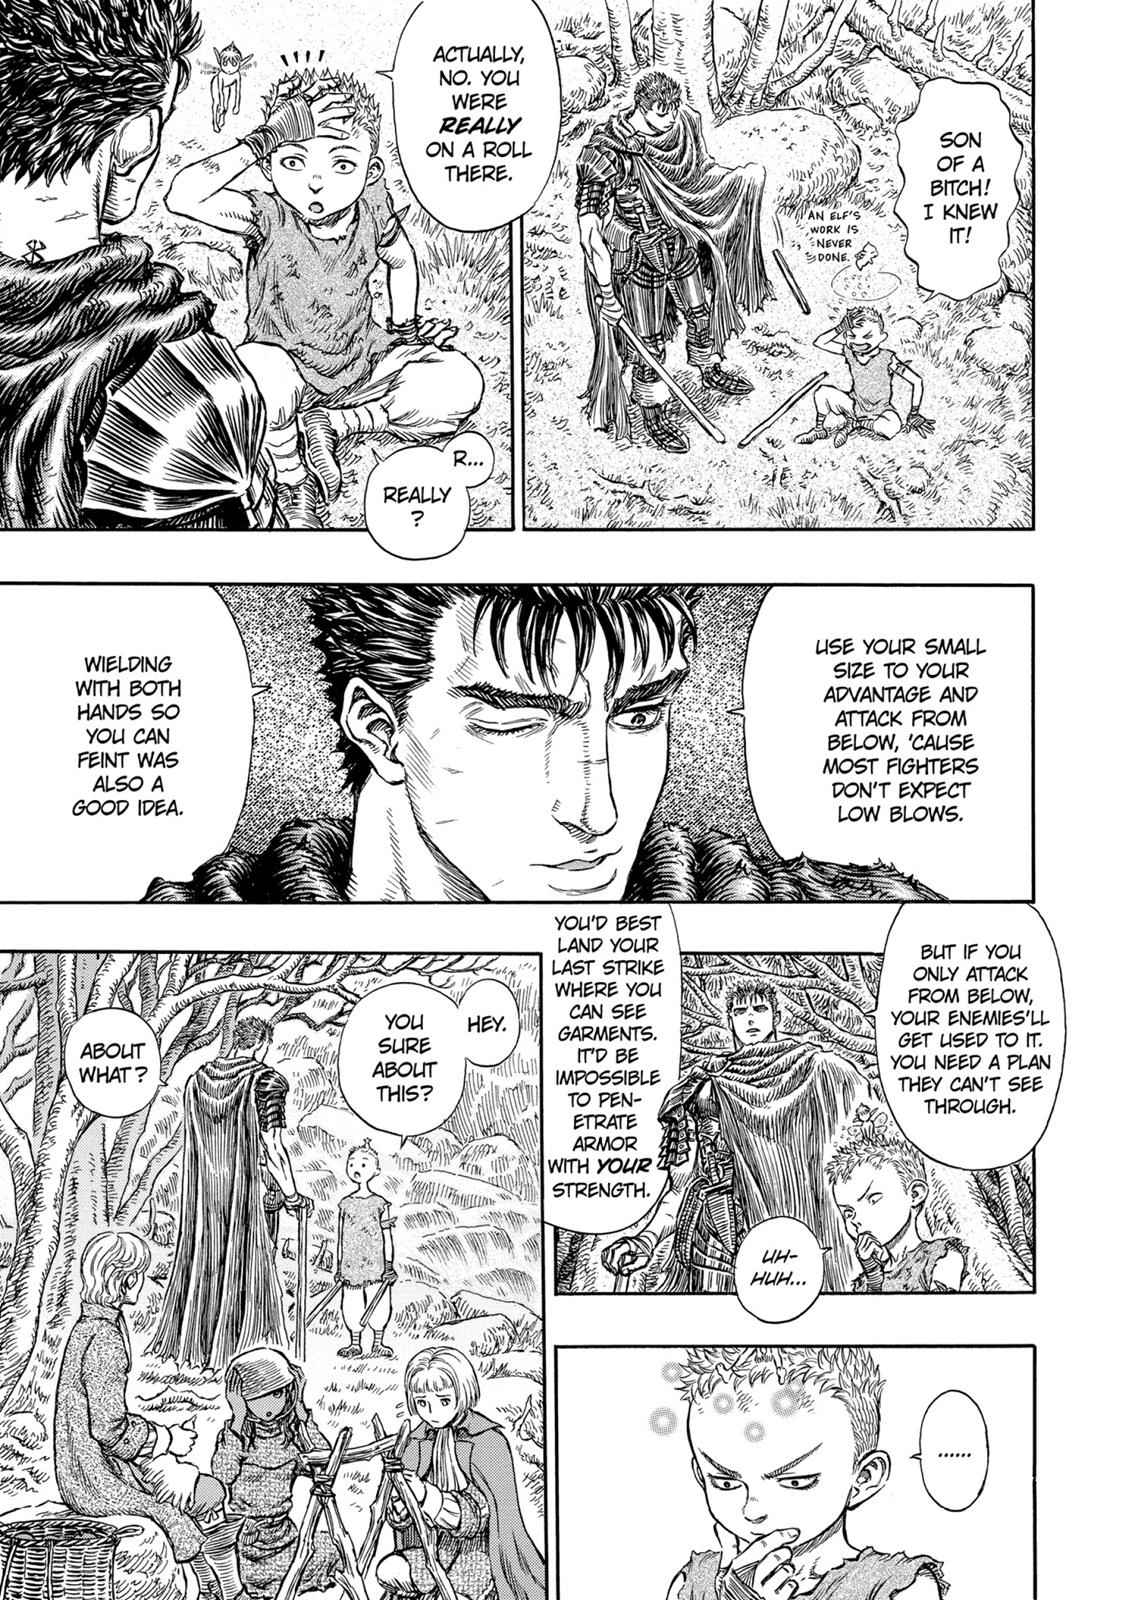 SON
OF A
BITCH!
I KNEW
IT!
AN ELF'S
WORK IS
NEVER
DONE.
ACTUALLY,
NO. YOU
WERE
REALLY
ON A ROLL
THERE.
R...
REALLY
?
USE YOUR SMALL
SIZE TO YOUR
ADVANTAGE AND
ATTACK FROM
BELOW, 'CAUSE
MOST FIGHTERS
DON'T EXPECT
LOW BLOWS.
WIELDING
WITH BOTH
HANDS SO
YOU CAN
FEINT WAS
ALSO A
GOOD IDEA.
BUT IF YOU
ONLY ATTACK
FROM BELOW,
YOUR ENEMIES'LL
GET USED TO IT.
YOU NEED A PLAN
THEY CAN'T SEE
THROUGH.
YOU'D BEST
LAND YOUR
LAST STRIKE
WHERE YOU
CAN SEE
GARMENTS.
IT'D BE
IMPOSSIBLE
TO PEN-
ETRATE
ARMOR
WITH YOUR
STRENGTH.
UH-
HUH...
......
HEY.
YOU
SURE
ABOUT
THIS?
ABOUT
WHAT?